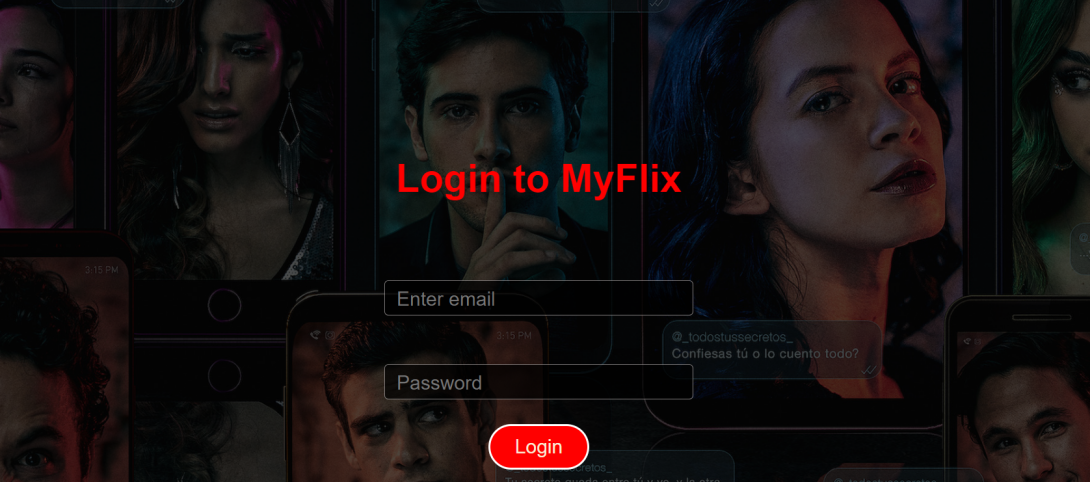 Login to MyFlix
3:15 PM
Enter email
3:15 PM
@_todostussecretos_
Confiesas tú o lo cuento todo?
Password
Login